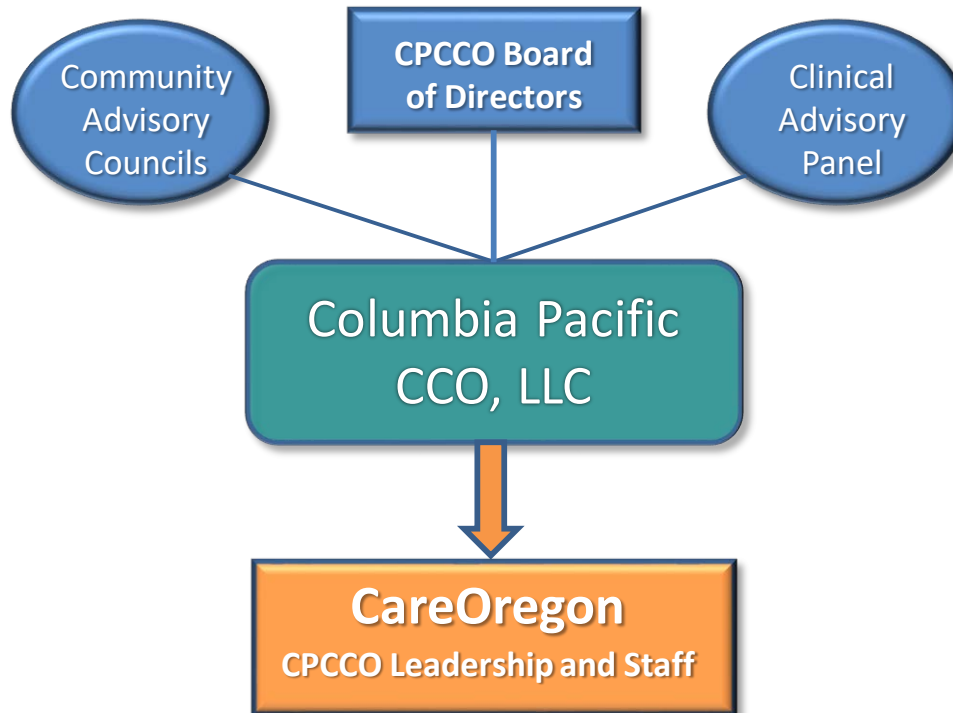 Community
Advisory
Councils
CPCCO Board
of Directors
Clinical
Advisory
Panel
Columbia Pacific
CCO, LLC
CareOregon
CPCCO Leadership and Staff